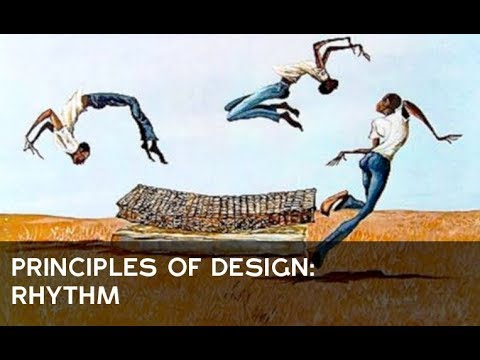 PRINCIPLES OF DESIGN:
RHYTHM